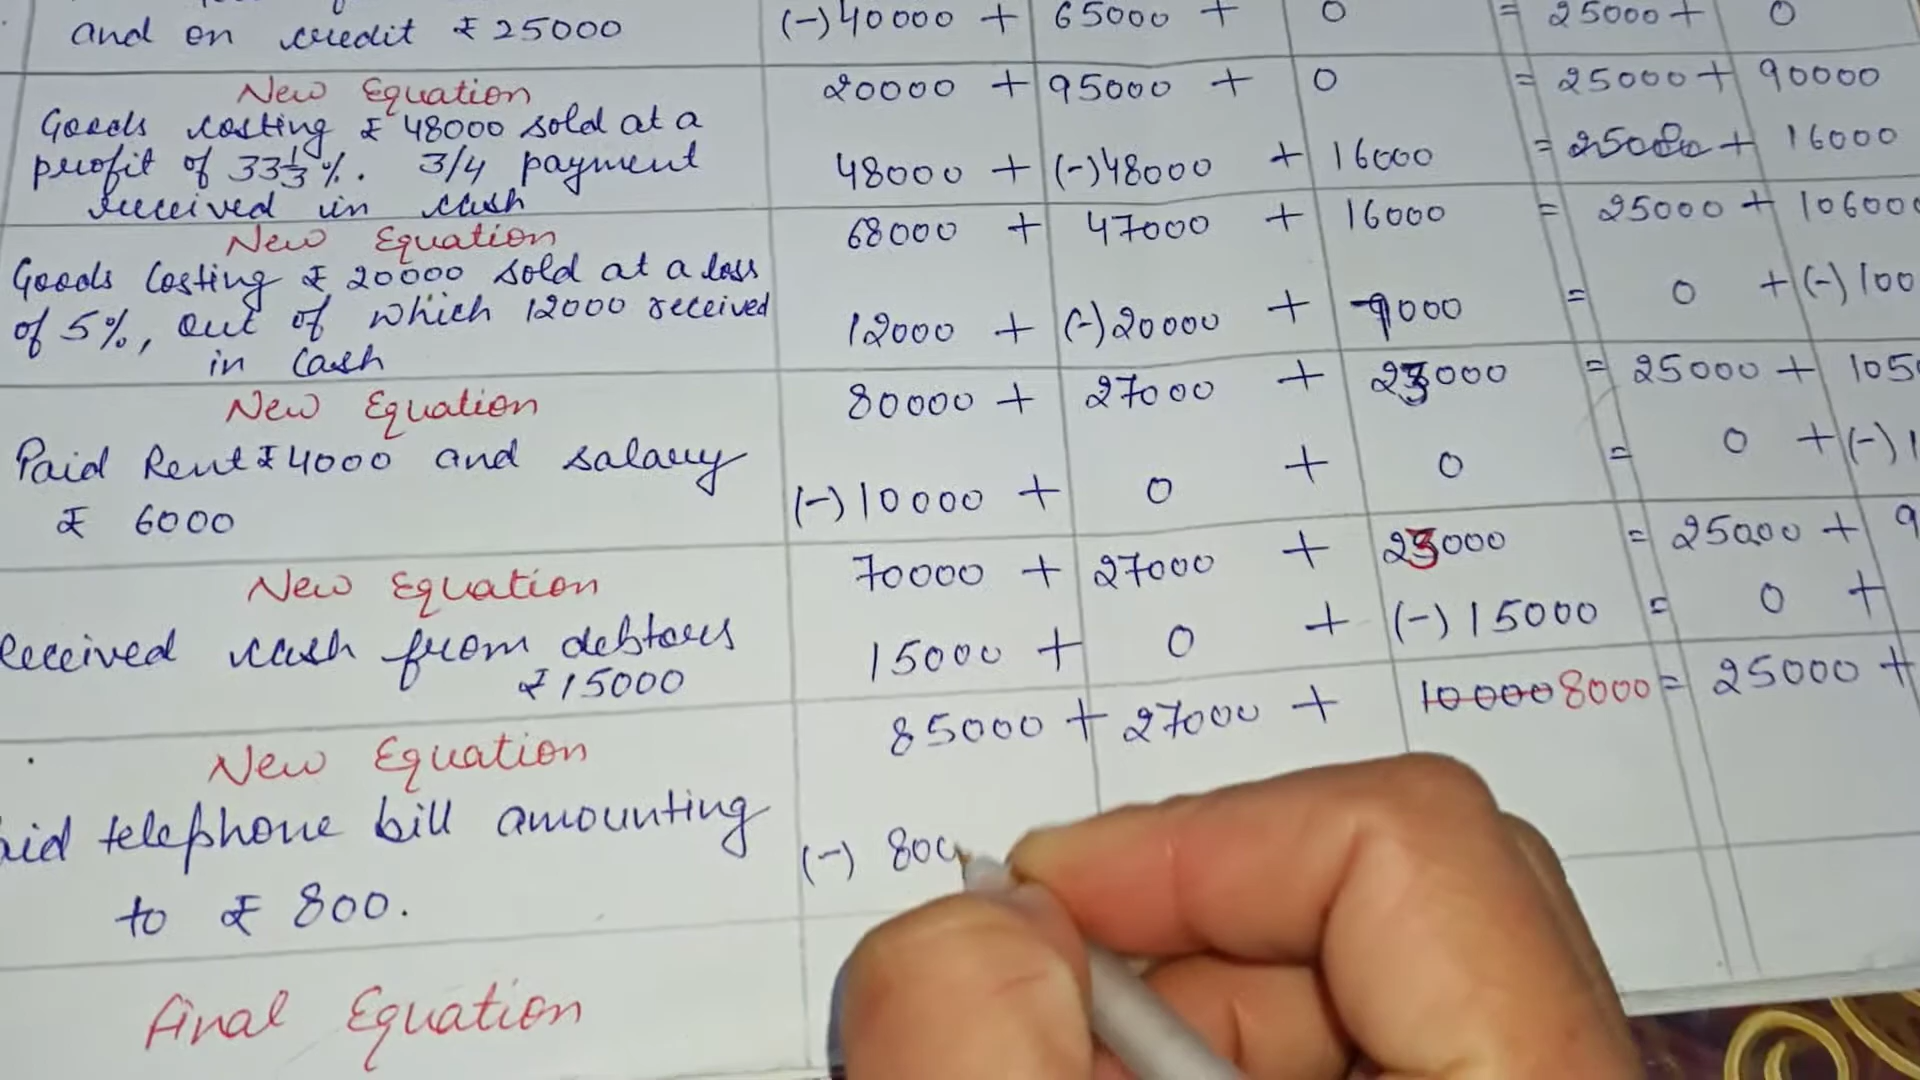 and on credit ₹ 25000 (-) 40000 + 65000 + 0 = 25000 + 0
New Equation 20000 + 95000 + 0 = 25000 + 90000
Goods costing ₹ 48000 sold at a
profit of 33⅓%. 3/4 payment 48000 + (-) 48000 + 16000 = 16000
received in cash
New Equation 68000 + 47000 + 16000 = 25000 + 106000
Goods Costing ₹ 20000 sold at a loss
of 5%, out of which 12000 received 12000 + (-) 20000 + 000 = 0 + (-) 100
in Cash
New Equation 80000 + 27000 + 23000 = 25000 + 105
Paid Rent ₹ 4000 and salary
₹ 6000 (-) 10000 + 0 + 0 = 0 + (-) 1
New Equation 70000 + 27000 + 23000 = 25000 + 9
Received cash from debtors 15000 + 0 + (-) 15000 = 0 +
₹ 15000
New Equation 85000 + 27000 + 10000 8000 = 25000 +
aid telephone bill amounting (-) 800
to ₹ 800.
Final Equation